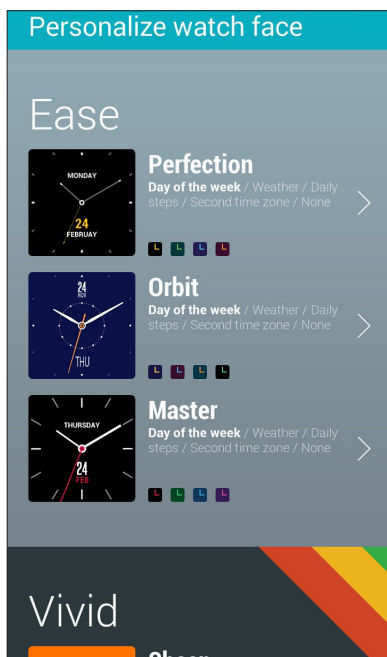 Personalize watch face
Ease
MONDAY
24
FEBRUAY
Perfection
Day of the week / Weather / Daily
steps / Second time zone / None
24
NOV
THU
Orbit
Day of the week / Weather / Daily
steps / Second time zone / None
THURSDAY
24
FEB
Master
Day of the week / Weather / Daily
steps / Second time zone / None
Vivid